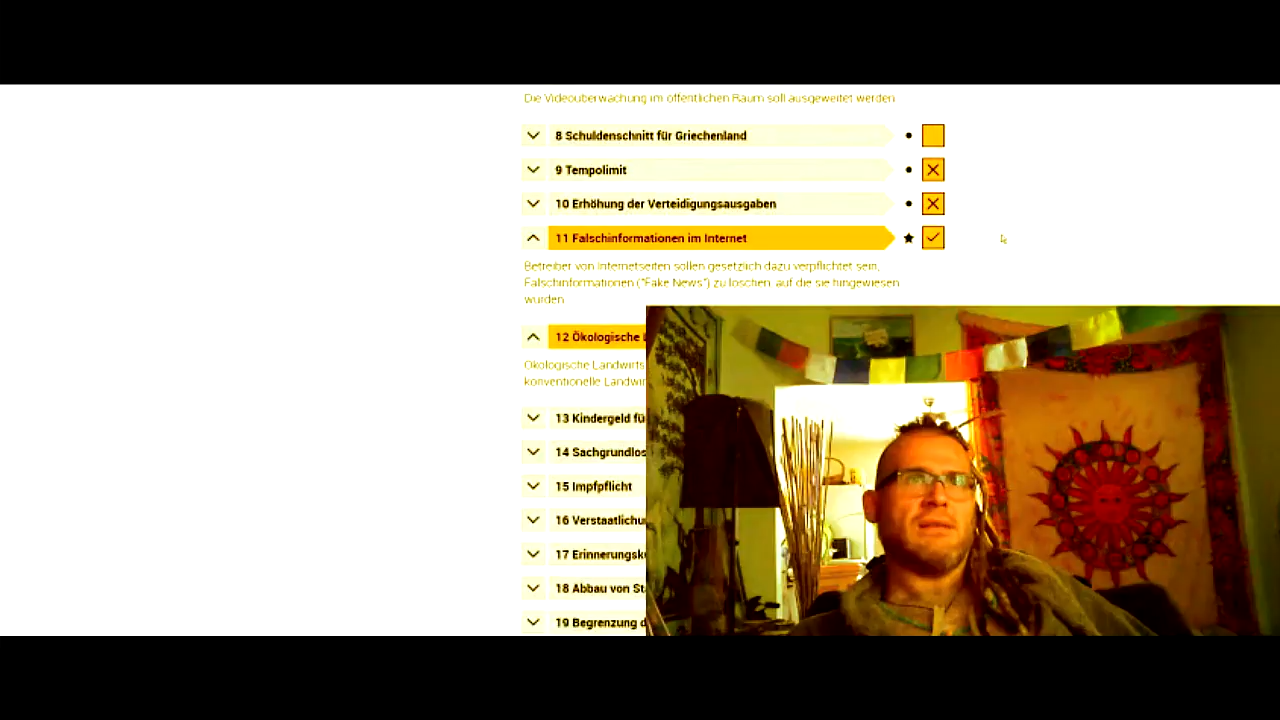 Die Videoüberwachung im öffentlichen Raum soll ausgeweitet werden
8 Schuldenschnitt für Griechenland
9 Tempolimit
10 Erhöhung der Verteidigungsausgaben
11 Falschinformationen im Internet
Betreiber von Internetseiten sollen gesetzlich dazu verpflichtet sein,
Falschinformationen ("Fake News") zu löschen, auf die sie hingewiesen
wurden
12 Ökologische L
Ökologische Landwirts
konventionelle Landwir
13 Kindergeld fü
14 Sachgrundlos
15 Impfpflicht
16 Verstaatlichu
17 Erinnerungsk
18 Abbau von St
19 Begrenzung d